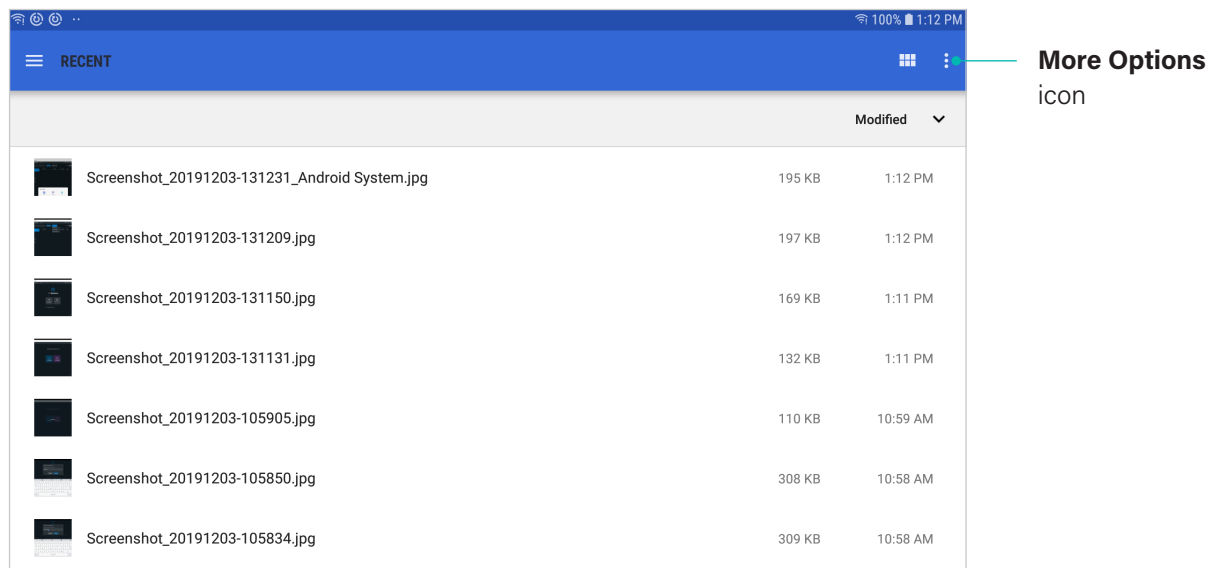 100% 1:12 PM
RECENT
More Options
icon
Modified
Screenshot_20191203-131231_Android System.jpg 195 KB 1:12 PM
Screenshot_20191203-131209.jpg 197 KB 1:12 PM
Screenshot_20191203-131150.jpg 169 KB 1:11 PM
Screenshot_20191203-131131.jpg 132 KB 1:11 PM
Screenshot_20191203-105905.jpg 110 KB 10:59 AM
Screenshot_20191203-105850.jpg 308 KB 10:58 AM
Screenshot_20191203-105834.jpg 309 KB 10:58 AM